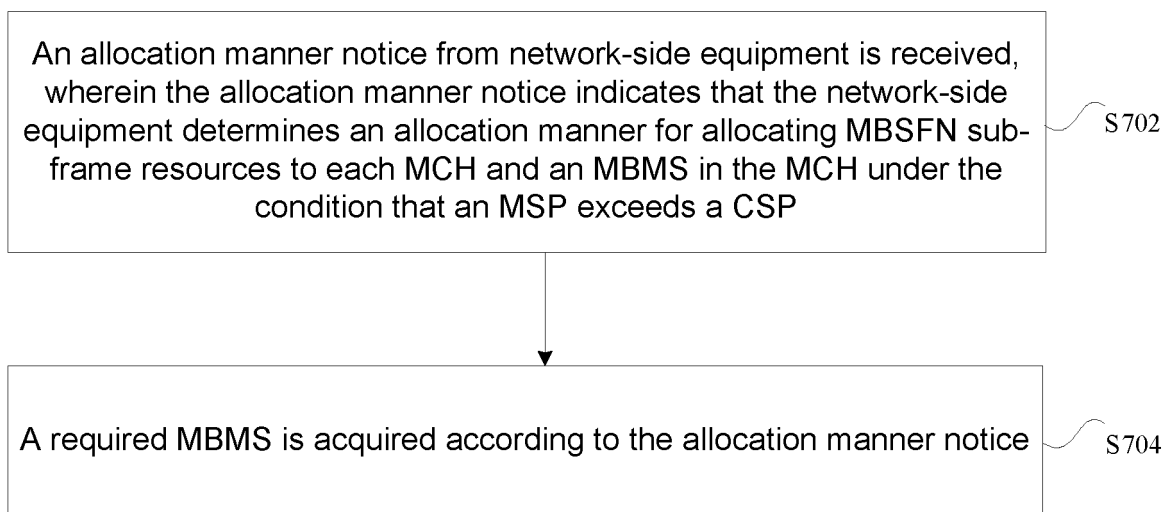 An allocation manner notice from network-side equipment is received,
wherein the allocation manner notice indicates that the network-side
equipment determines an allocation manner for allocating MBSFN sub-
frame resources to each MCH and an MBMS in the MCH under the
condition that an MSP exceeds a CSP
S702
A required MBMS is acquired according to the allocation manner notice
S704